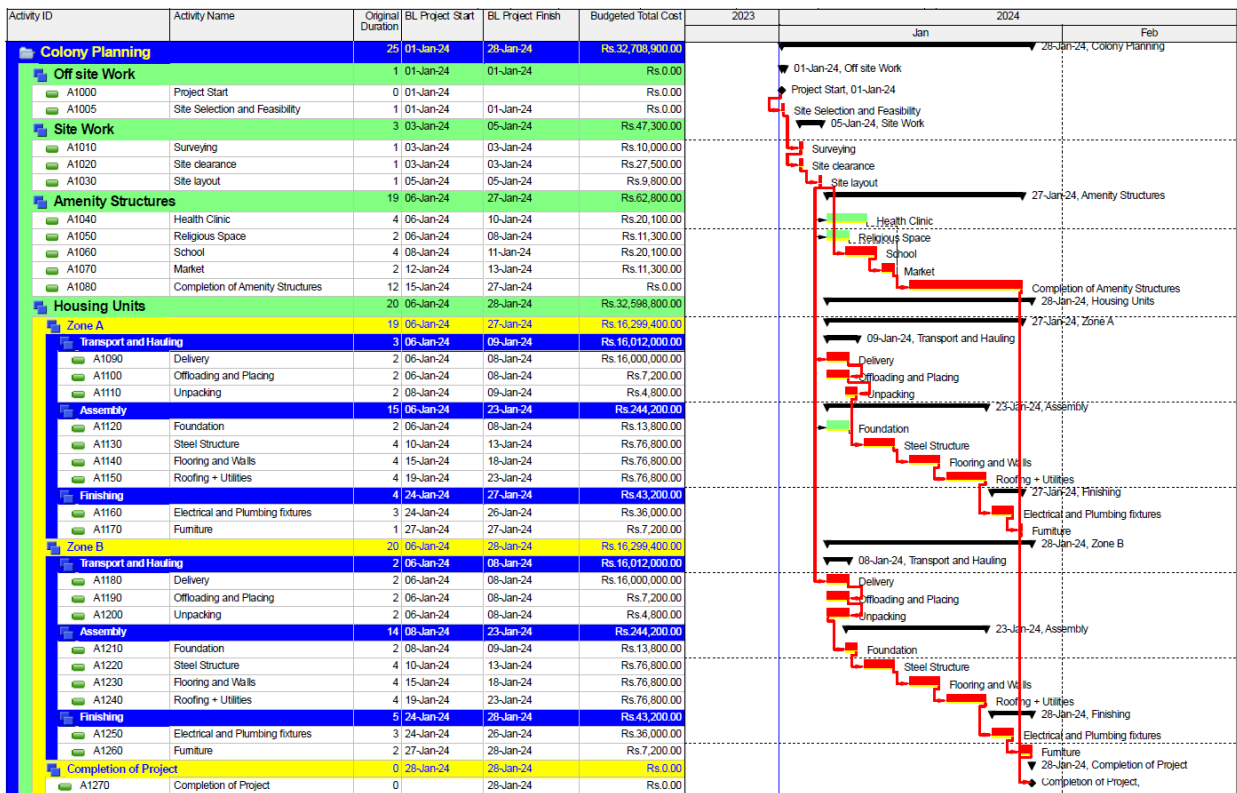 Activity ID Activity Name Original Duration BL Project Start BL Project Finish Budgeted Total Cost 2023 2024
Jan Feb
Colony Planning 25 01-Jan-24 28-Jan-24 Rs.32,708,900.00 28-Jan-24, Colony Planning
Off site Work 1 01-Jan-24 01-Jan-24 Rs.0.00 01-Jan-24, Off site Work
A1000 Project Start 0 01-Jan-24 Rs.0.00 Project Start, 01-Jan-24
A1005 Site Selection and Feasibility 1 01-Jan-24 01-Jan-24 Rs.0.00 Site Selection and Feasibility
Site Work 3 03-Jan-24 05-Jan-24 Rs.47,300.00 05-Jan-24, Site Work
A1010 Surveying 1 03-Jan-24 03-Jan-24 Rs.10,000.00 Surveying
A1020 Site clearance 1 03-Jan-24 03-Jan-24 Rs.27,500.00 Site clearance
A1030 Site layout 1 05-Jan-24 05-Jan-24 Rs.9,800.00 Site layout
Amenity Structures 19 06-Jan-24 27-Jan-24 Rs.62,800.00 27-Jan-24, Amenity Structures
A1040 Health Clinic 4 06-Jan-24 10-Jan-24 Rs.20,100.00 Health Clinic
A1050 Religious Space 2 06-Jan-24 08-Jan-24 Rs.11,300.00 Religious Space
A1060 School 4 08-Jan-24 11-Jan-24 Rs.20,100.00 School
A1070 Market 2 12-Jan-24 13-Jan-24 Rs.11,300.00 Market
A1080 Completion of Amenity Structures 12 15-Jan-24 27-Jan-24 Rs.0.00 Completion of Amenity Structures
Housing Units 20 06-Jan-24 28-Jan-24 Rs.32,598,800.00 28-Jan-24, Housing Units
Zone A 19 06-Jan-24 27-Jan-24 Rs.16,299,400.00 27-Jan-24, Zone A
Transport and Hauling 3 06-Jan-24 09-Jan-24 Rs.16,012,000.00 09-Jan-24, Transport and Hauling
A1090 Delivery 2 06-Jan-24 08-Jan-24 Rs.16,000,000.00 Delivery
A1100 Offloading and Placing 2 06-Jan-24 08-Jan-24 Rs.7,200.00 Offloading and Placing
A1110 Unpacking 2 08-Jan-24 09-Jan-24 Rs.4,800.00 Unpacking
Assembly 15 06-Jan-24 23-Jan-24 Rs.244,200.00 23-Jan-24, Assembly
A1120 Foundation 2 06-Jan-24 08-Jan-24 Rs.13,800.00 Foundation
A1130 Steel Structure 4 10-Jan-24 13-Jan-24 Rs.76,800.00 Steel Structure
A1140 Flooring and Walls 4 15-Jan-24 18-Jan-24 Rs.76,800.00 Flooring and Walls
A1150 Roofing + Utilities 4 19-Jan-24 23-Jan-24 Rs.76,800.00 Roofing + Utilities
Finishing 4 24-Jan-24 27-Jan-24 Rs.43,200.00 27-Jan-24, Finishing
A1160 Electrical and Plumbing fixtures 3 24-Jan-24 26-Jan-24 Rs.36,000.00 Electrical and Plumbing fixtures
A1170 Furniture 1 27-Jan-24 27-Jan-24 Rs.7,200.00 Furniture
Zone B 20 06-Jan-24 28-Jan-24 Rs.16,299,400.00 28-Jan-24, Zone B
Transport and Hauling 2 06-Jan-24 08-Jan-24 Rs.16,012,000.00 08-Jan-24, Transport and Hauling
A1180 Delivery 2 06-Jan-24 08-Jan-24 Rs.16,000,000.00 Delivery
A1190 Offloading and Placing 2 06-Jan-24 08-Jan-24 Rs.7,200.00 Offloading and Placing
A1200 Unpacking 2 06-Jan-24 08-Jan-24 Rs.4,800.00 Unpacking
Assembly 14 08-Jan-24 23-Jan-24 Rs.244,200.00 23-Jan-24, Assembly
A1210 Foundation 2 08-Jan-24 09-Jan-24 Rs.13,800.00 Foundation
A1220 Steel Structure 4 10-Jan-24 13-Jan-24 Rs.76,800.00 Steel Structure
A1230 Flooring and Walls 4 15-Jan-24 18-Jan-24 Rs.76,800.00 Flooring and Walls
A1240 Roofing + Utilities 4 19-Jan-24 23-Jan-24 Rs.76,800.00 Roofing + Utilities
Finishing 5 24-Jan-24 28-Jan-24 Rs.43,200.00 28-Jan-24, Finishing
A1250 Electrical and Plumbing fixtures 3 24-Jan-24 26-Jan-24 Rs.36,000.00 Electrical and Plumbing fixtures
A1260 Furniture 2 27-Jan-24 28-Jan-24 Rs.7,200.00 Furniture
Completion of Project 0 28-Jan-24 28-Jan-24 Rs.0.00 28-Jan-24, Completion of Project
A1270 Completion of Project 0 28-Jan-24 Rs.0.00 Completion of Project,